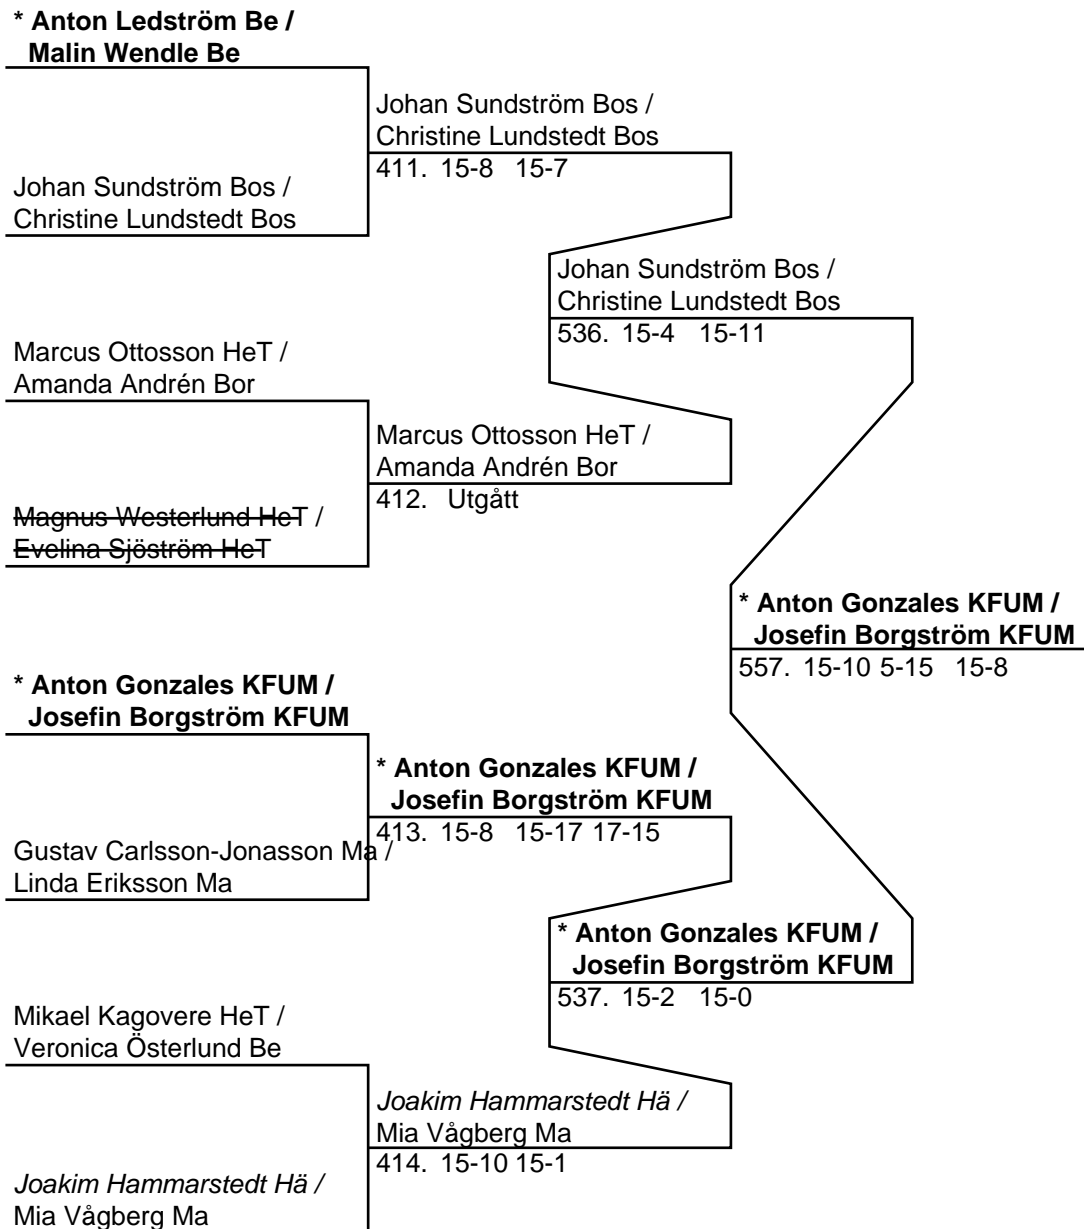 * Anton Ledström Be /
Malin Wendle Be
Johan Sundström Bos /
Christine Lundstedt Bos
411. 15-8 15-7
Johan Sundström Bos /
Christine Lundstedt Bos
Johan Sundström Bos /
Christine Lundstedt Bos
536. 15-4 15-11
Marcus Ottosson HeT /
Amanda Andrén Bor
Marcus Ottosson HeT /
Amanda Andrén Bor
412. Utgått
Magnus Westerlund HeT /
Evelina Sjöström HeT
* Anton Gonzales KFUM /
Josefin Borgström KFUM
557. 15-10 5-15 15-8
* Anton Gonzales KFUM /
Josefin Borgström KFUM
* Anton Gonzales KFUM /
Josefin Borgström KFUM
413. 15-8 15-17 17-15
Gustav Carlsson-Jonasson Ma /
Linda Eriksson Ma
* Anton Gonzales KFUM /
Josefin Borgström KFUM
537. 15-2 15-0
Mikael Kagovere HeT /
Veronica Österlund Be
Joakim Hammarstedt Hä /
Mia Vågberg Ma
414. 15-10 15-1
Joakim Hammarstedt Hä /
Mia Vågberg Ma